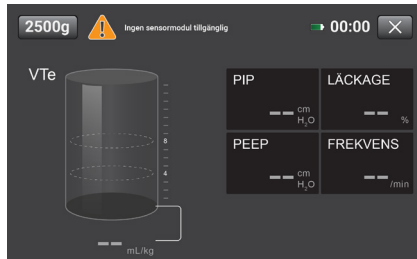 2500g
Ingen sensormodul tillgänglig
00:00
VTe
8
4
-- mL/kg
PIP
-- cm H₂O
LÄCKAGE
-- %
PEEP
-- cm H₂O
FREKVENS
-- /min